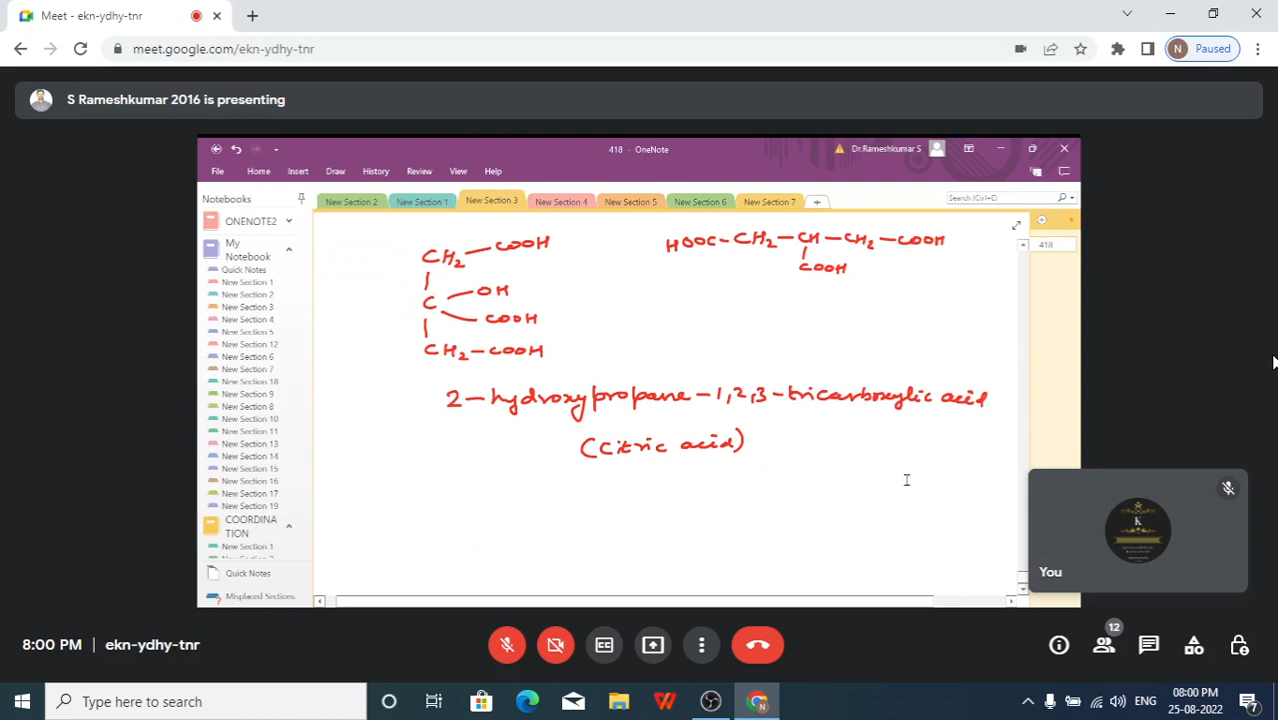 Meet - ekn-ydhy-tnr
meet.google.com/ekn-ydhy-tnr
N Paused
S Rameshkumar 2016 is presenting
418 - OneNote
Dr.Rameshkumar S
File Home Insert Draw History Review View Help
Notebooks
New Section 2 New Section 1 New Section 3 New Section 4 New Section 5 New Section 6 New Section 7
Search (Ctrl+E)
ONENOTE2
My Notebook
Quick Notes
New Section 1
New Section 2
New Section 3
New Section 4
New Section 5
New Section 12
New Section 6
New Section 7
New Section 18
New Section 9
New Section 8
New Section 10
New Section 11
New Section 13
New Section 14
New Section 15
New Section 16
New Section 17
New Section 19
COORDINATION
New Section 1
Quick Notes
Misplaced Sections
418
CH2 - COOH
C - OH
COOH
CH2 - COOH
HOOC - CH2 - CH - CH2 - COOH
COOH
2 - hydroxypropane - 1,2,3 - tricarboxylic acid
(Citric acid)
K
You
8:00 PM | ekn-ydhy-tnr
12
Type here to search
ENG
08:00 PM
25-08-2022
7